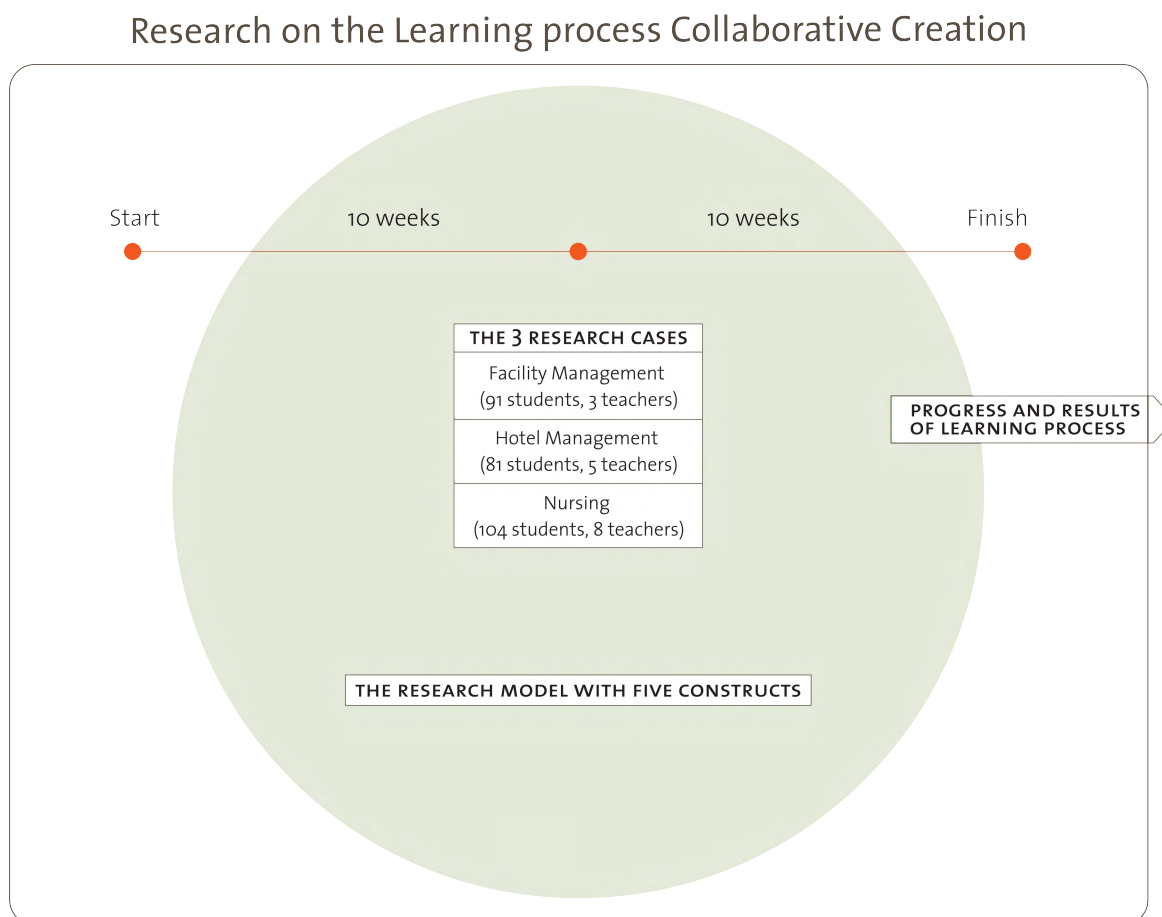 Research on the Learning process Collaborative Creation
Start
10 weeks
10 weeks
Finish
THE 3 RESEARCH CASES
Facility Management
(91 students, 3 teachers)
Hotel Management
(81 students, 5 teachers)
Nursing
(104 students, 8 teachers)
PROGRESS AND RESULTS
OF LEARNING PROCESS
THE RESEARCH MODEL WITH FIVE CONSTRUCTS